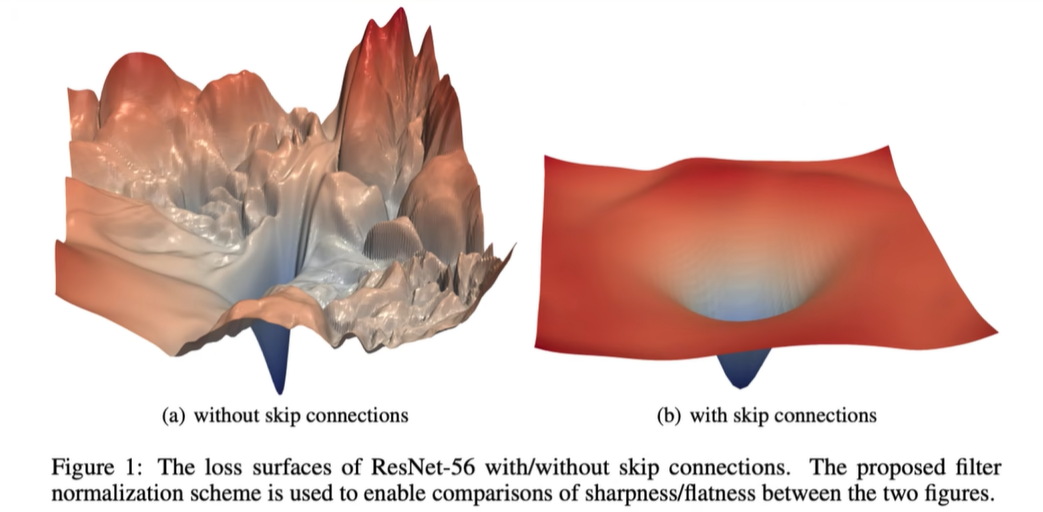 (a) without skip connections
(b) with skip connections
Figure 1: The loss surfaces of ResNet-56 with/without skip connections. The proposed filter
normalization scheme is used to enable comparisons of sharpness/flatness between the two figures.